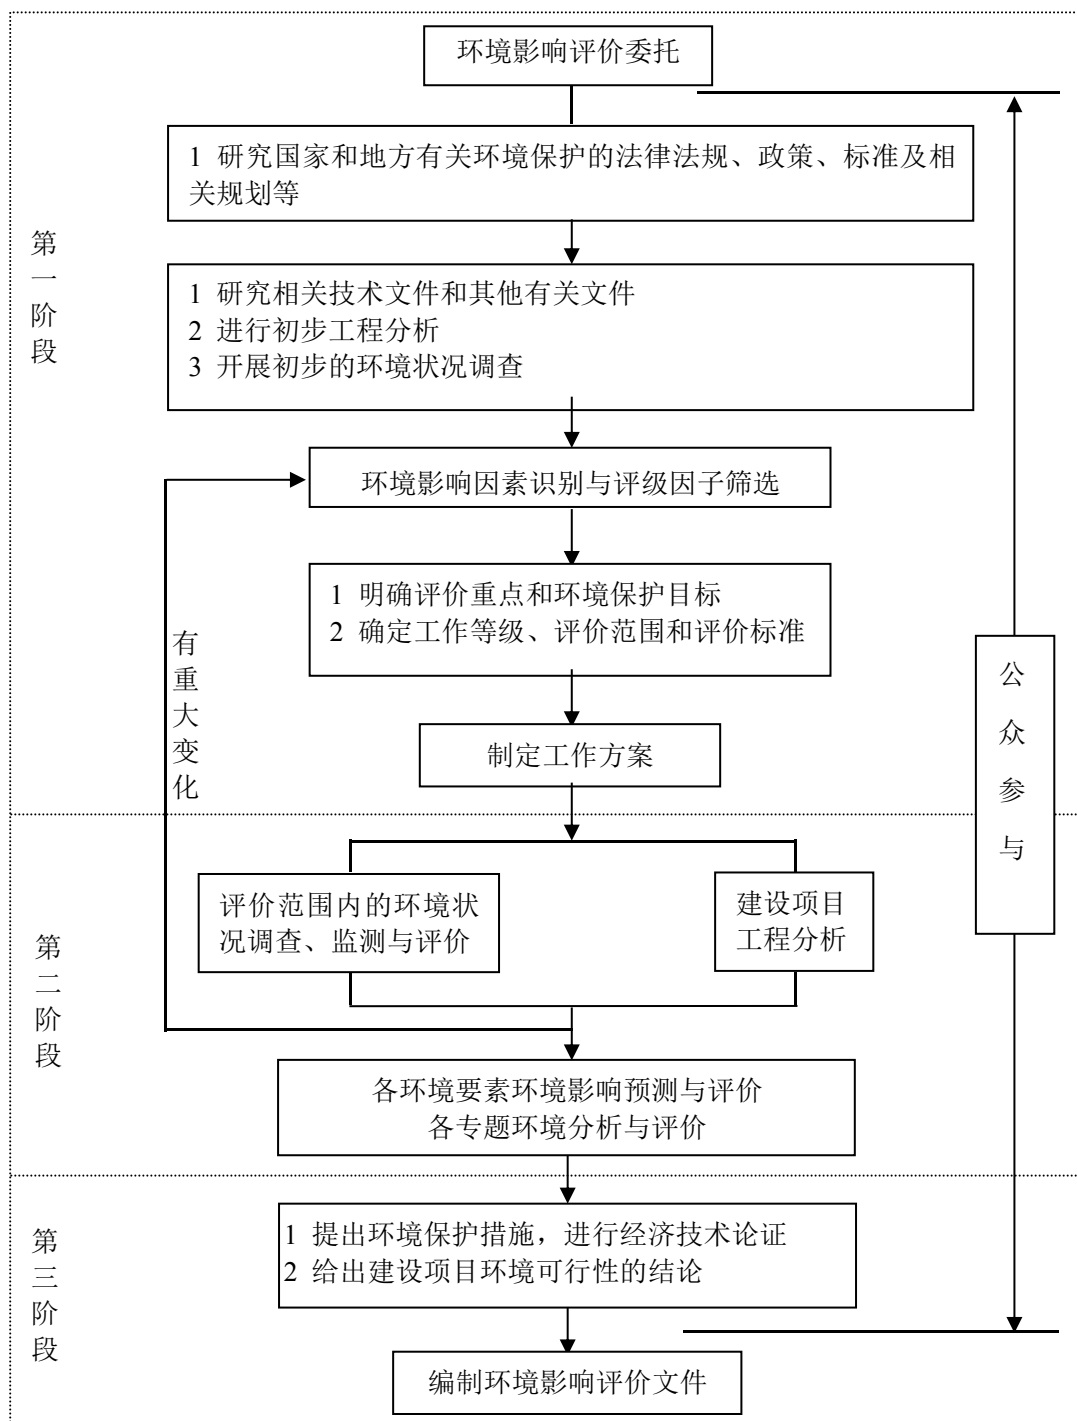 环境影响评价委托
1 研究国家和地方有关环境保护的法律法规、政策、标准及相
关规划等
第一阶段
1 研究相关技术文件和其他有关文件
2 进行初步工程分析
3 开展初步的环境状况调查
环境影响因素识别与评级因子筛选
1 明确评价重点和环境保护目标
2 确定工作等级、评价范围和评价标准
有重大变化
公众参与
制定工作方案
评价范围内的环境状
况调查、监测与评价
建设项目
工程分析
第二阶段
各环境要素环境影响预测与评价
各专题环境分析与评价
第三阶段
1 提出环境保护措施，进行经济技术论证
2 给出建设项目环境可行性的结论
编制环境影响评价文件